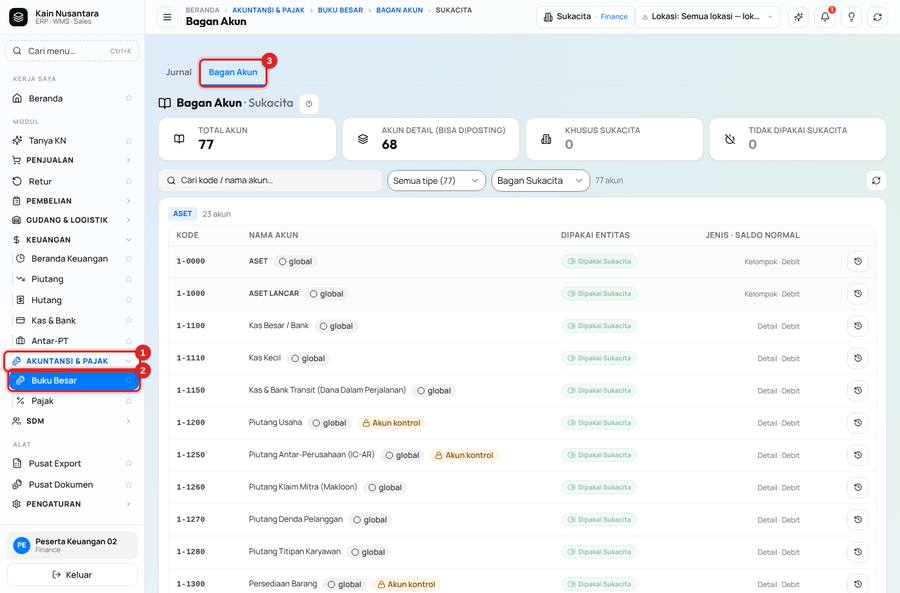 Kain Nusantara
ERP · WMS · Sales
Cari menu...
Ctrl+K
KERJA SAYA
Beranda
MODUL
Tanya KN
PENJUALAN
Retur
PEMBELIAN
GUDANG & LOGISTIK
KEUANGAN
Beranda Keuangan
Piutang
Hutang
Kas & Bank
Antar-PT
AKUNTANSI & PAJAK
1
Buku Besar
2
Pajak
SDM
ALAT
Pusat Export
Pusat Dokumen
PENGATURAN
PE
Peserta Keuangan 02
Finance
Keluar
BERANDA › AKUNTANSI & PAJAK › BUKU BESAR › BAGAN AKUN › SUKACITA
Bagan Akun
Sukacita · Finance
Lokasi: Semua lokasi — lok...
1
Jurnal
Bagan Akun
3
Bagan Akun · Sukacita
TOTAL AKUN
77
AKUN DETAIL (BISA DIPOSTING)
68
KHUSUS SUKACITA
0
TIDAK DIPAKAI SUKACITA
0
Cari kode / nama akun...
Semua tipe (77)
Bagan Sukacita
77 akun
ASET 23 akun
KODE NAMA AKUN DIPAKAI ENTITAS JENIS · SALDO NORMAL
1-0000 ASET global Dipakai Sukacita Kelompok · Debit
1-1000 ASET LANCAR global Dipakai Sukacita Kelompok · Debit
1-1100 Kas Besar / Bank global Dipakai Sukacita Detail · Debit
1-1110 Kas Kecil global Dipakai Sukacita Detail · Debit
1-1150 Kas & Bank Transit (Dana Dalam Perjalanan) global Dipakai Sukacita Detail · Debit
1-1200 Piutang Usaha global Akun kontrol Dipakai Sukacita Detail · Debit
1-1250 Piutang Antar-Perusahaan (IC-AR) global Akun kontrol Dipakai Sukacita Detail · Debit
1-1260 Piutang Klaim Mitra (Makloon) global Dipakai Sukacita Detail · Debit
1-1270 Piutang Denda Pelanggan global Dipakai Sukacita Detail · Debit
1-1280 Piutang Titipan Karyawan global Dipakai Sukacita Detail · Debit
1-1300 Persediaan Barang global Akun kontrol Dipakai Sukacita Detail · Debit